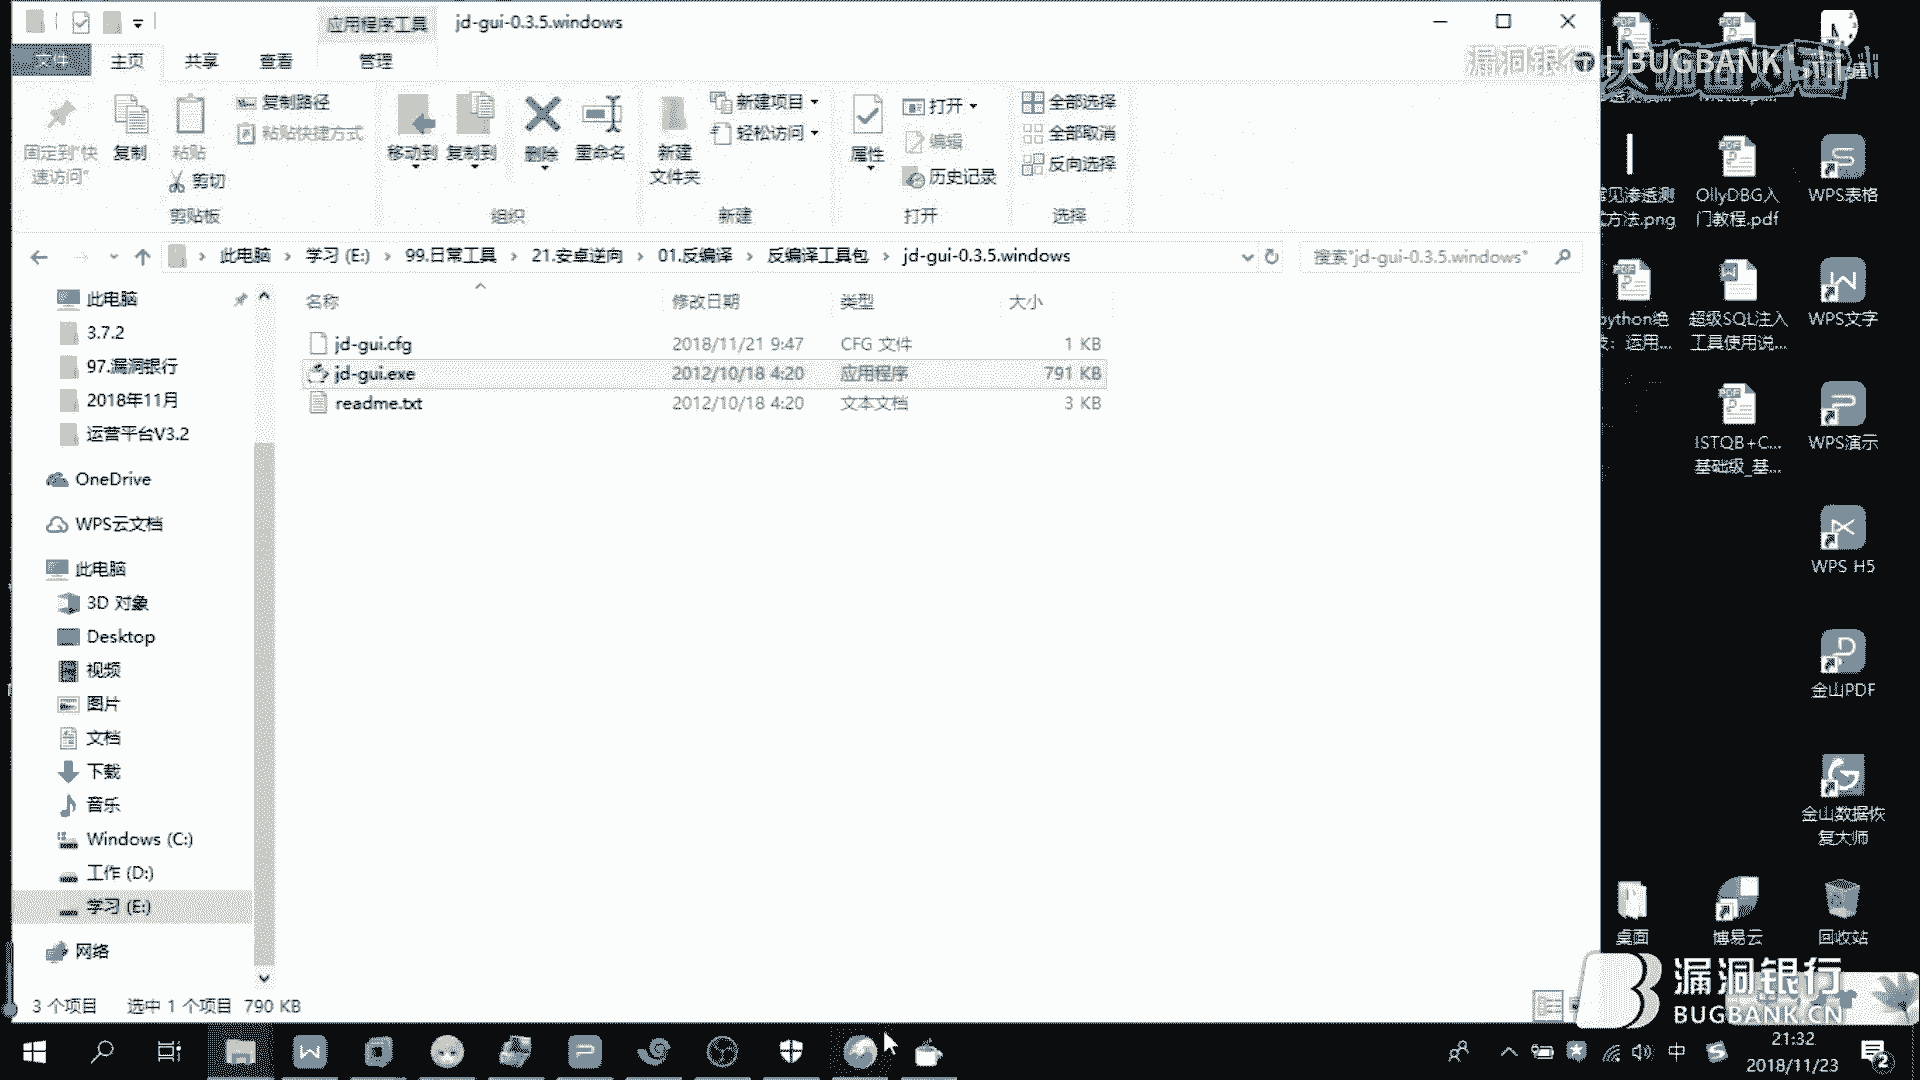 应用程序工具 jd-gui-0.3.5.windows
文件 主页 共享 查看 管理
固定到"快速访问"
复制
粘贴
复制路径
粘贴快捷方式
剪切
剪贴板
移动到 复制到 删除 重命名
组织
新建文件夹
新建项目
轻松访问
新建
属性
打开
编辑
历史记录
打开
全部选择
全部取消
反向选择
选择
此电脑 > 学习 (E:) > 99.日常工具 > 21.安卓逆向 > 01.反编译 > 反编译工具包 > jd-gui-0.3.5.windows
搜索"jd-gui-0.3.5.windows"
名称 修改日期 类型 大小
jd-gui.cfg 2018/11/21 9:47 CFG 文件 1 KB
jd-gui.exe 2012/10/18 4:20 应用程序 791 KB
readme.txt 2012/10/18 4:20 文本文档 3 KB
此电脑
3.7.2
97.漏洞银行
2018年11月
运营平台V3.2
OneDrive
WPS云文档
此电脑
3D 对象
Desktop
视频
图片
文档
下载
音乐
Windows (C:)
工作 (D:)
学习 (E:)
网络
3 个项目 选中 1 个项目 790 KB
漏洞银行 | BUGBANK
常见渗透测
方法.png
OllyDBG入
门教程.pdf
WPS表格
python绝
技：运用...
超级SQL注入
工具使用说...
WPS文字
ISTQB+C...
基础级_基...
WPS演示
WPS H5
金山PDF
金山数据恢
复大师
桌面
博易云
回收站
漏洞银行
BUGBANK.CN
中
21:32
2018/11/23
2